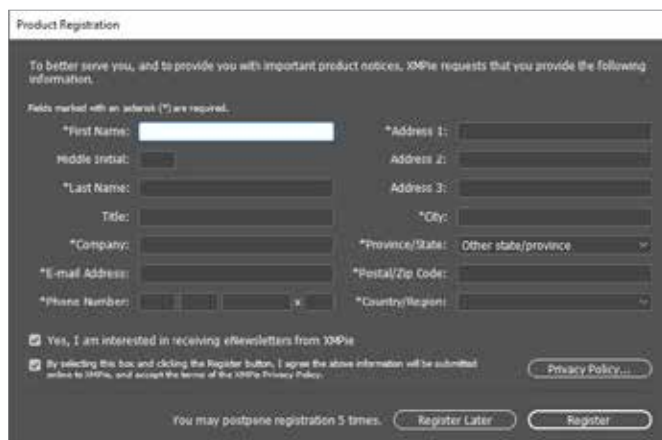 Product Registration
To better serve you, and to provide you with important product notices, XMPie requests that you provide the following
information.
Fields marked with an asterisk (*) are required.
*First Name:
Middle Initial:
*Last Name:
Title:
*Company:
*E-mail Address:
*Phone Number:
x
*Address 1:
Address 2:
Address 3:
*City:
*Province/State: Other state/province
*Postal/Zip Code:
*Country/Region:
Yes, I am interested in receiving eNewsletters from XMPie
By selecting this box and clicking the Register button, I agree the above information will be submitted
online to XMPie, and accept the terms of the XMPie Privacy Policy.
Privacy Policy...
You may postpone registration 5 times.
Register Later
Register